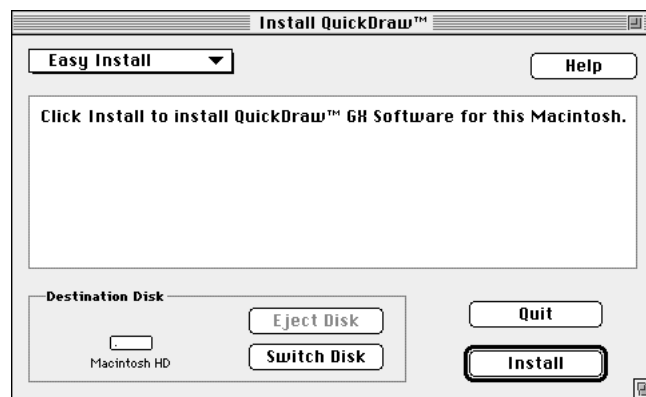 Install QuickDraw™
Easy Install
Help
Click Install to install QuickDraw™ GX Software for this Macintosh.
Destination Disk
Eject Disk
Quit
Macintosh HD
Switch Disk
Install